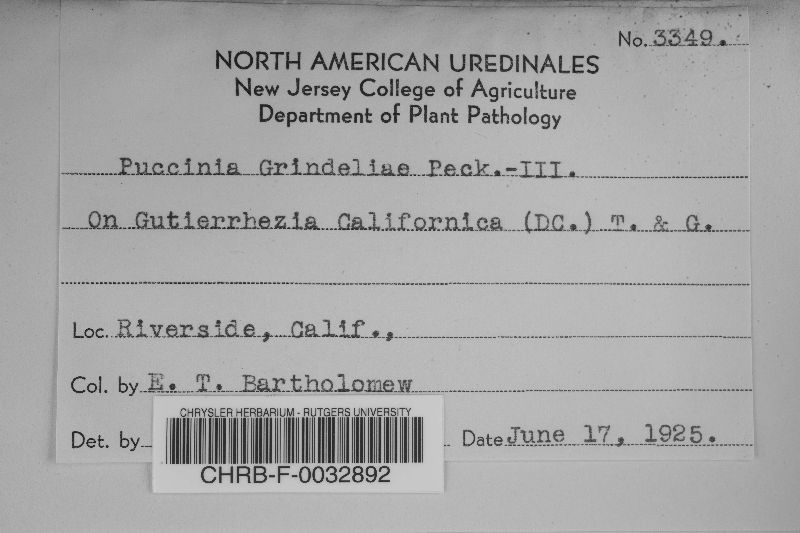 No. 3349.
NORTH AMERICAN UREDINALES
New Jersey College of Agriculture
Department of Plant Pathology
Puccinia Grindeliae Peck.-III.
On Gutierrhezia Californica (DC.) T. & G.
Loc. Riverside, Calif.,
Col. by E. T. Bartholomew
Det. by
Date June 17, 1925.
CHRYSLER HERBARIUM - RUTGERS UNIVERSITY
CHRB-F-0032892